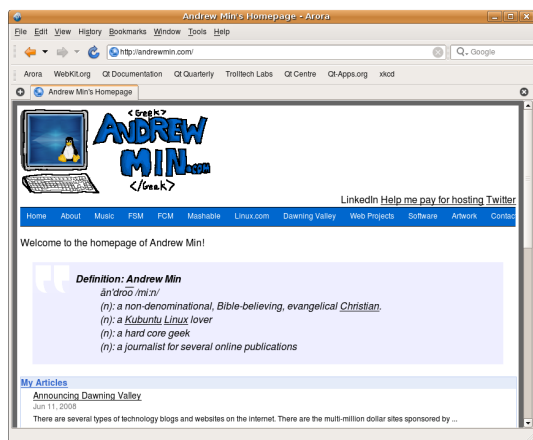 Andrew Min's Homepage - Arora
File Edit View History Bookmarks Window Tools Help
http://andrewmin.com/
Q Google
Arora WebKit.org Qt Documentation Qt Quarterly Trolltech Labs Qt Centre Qt-Apps.org xkcd
Andrew Min's Homepage
<Geek>
ANDREW
MIN.com
</Geek>
LinkedIn Help me pay for hosting Twitter
Home About Music FSM FCM Mashable Linux.com Dawning Valley Web Projects Software Artwork Contact
Welcome to the homepage of Andrew Min!
Definition: Andrew Min
ăn'droo /mi:n/
(n): a non-denominational, Bible-believing, evangelical Christian.
(n): a Kubuntu Linux lover
(n): a hard core geek
(n): a journalist for several online publications
My Articles
Announcing Dawning Valley
Jun 11, 2008
There are several types of technology blogs and websites on the internet. There are the multi-million dollar sites sponsored by ...